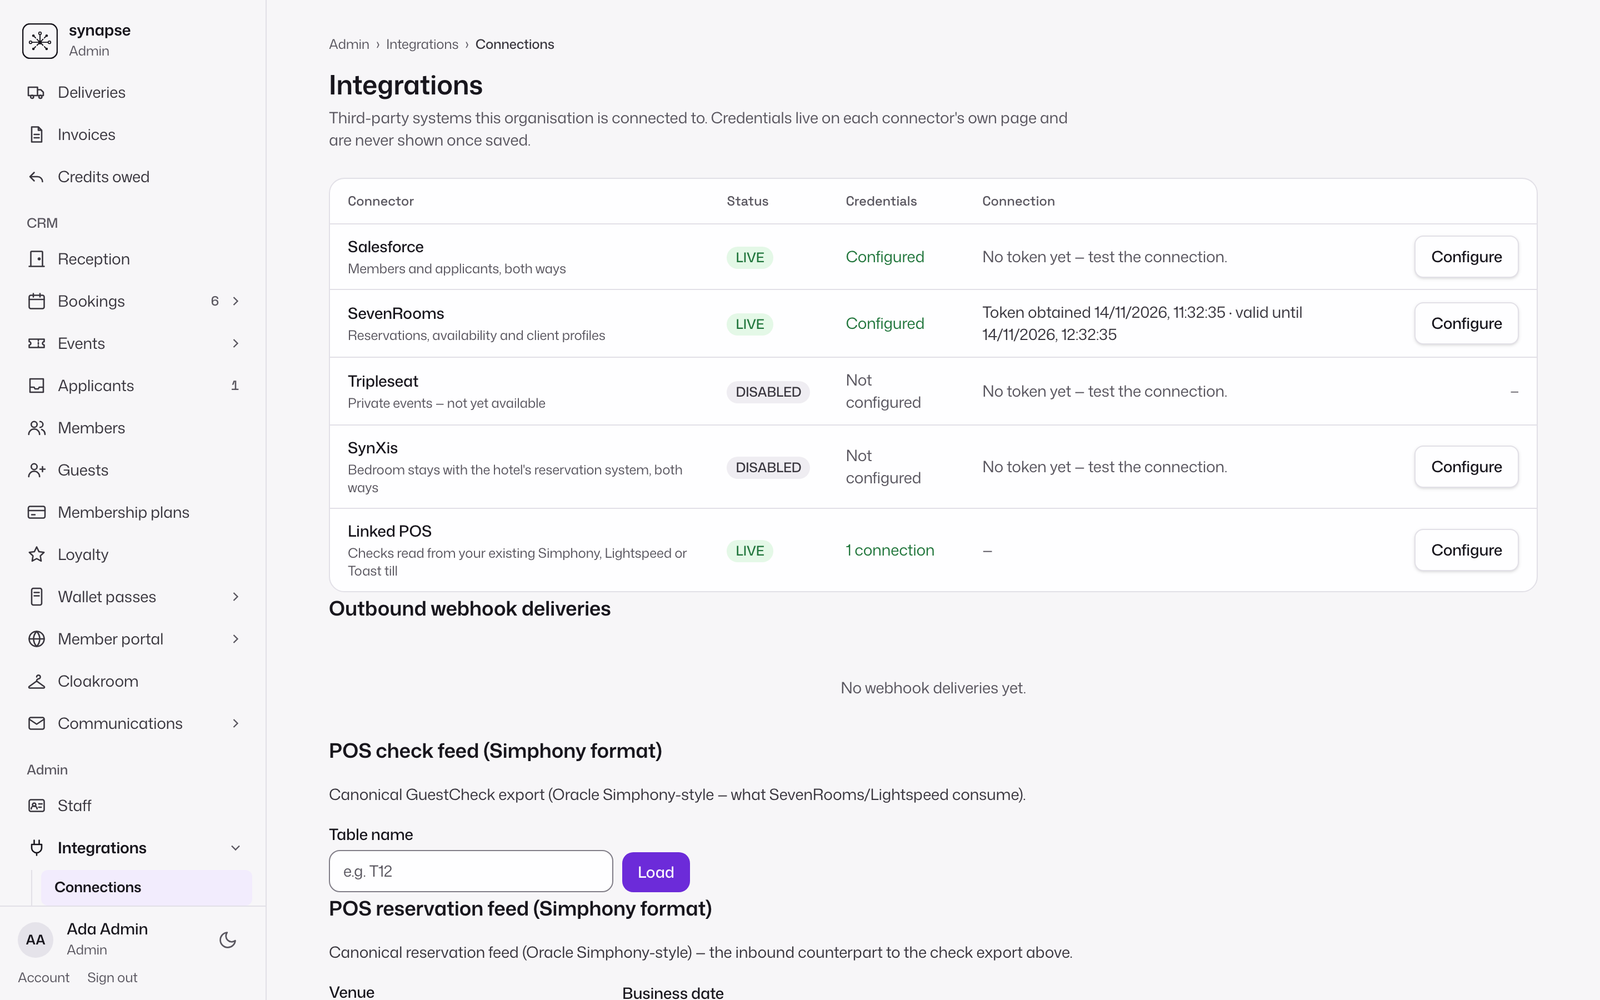 synapse
Admin
Deliveries
Invoices
Credits owed
CRM
Reception
Bookings 6
Events
Applicants 1
Members
Guests
Membership plans
Loyalty
Wallet passes
Member portal
Cloakroom
Communications
Admin
Staff
Integrations
Connections
AA
Ada Admin
Admin
Account Sign out
Admin › Integrations › Connections
Integrations
Third-party systems this organisation is connected to. Credentials live on each connector's own page and
are never shown once saved.
Connector Status Credentials Connection
Salesforce
Members and applicants, both ways
LIVE
Configured
No token yet – test the connection.
Configure
SevenRooms
Reservations, availability and client profiles
LIVE
Configured
Token obtained 14/11/2026, 11:32:35 · valid until
14/11/2026, 12:32:35
Configure
Tripleseat
Private events – not yet available
DISABLED
Not
configured
No token yet – test the connection.
–
SynXis
Bedroom stays with the hotel's reservation system, both
ways
DISABLED
Not
configured
No token yet – test the connection.
Configure
Linked POS
Checks read from your existing Simphony, Lightspeed or
Toast till
LIVE
1 connection
–
Configure
Outbound webhook deliveries
No webhook deliveries yet.
POS check feed (Simphony format)
Canonical GuestCheck export (Oracle Simphony-style – what SevenRooms/Lightspeed consume).
Table name
e.g. T12
Load
POS reservation feed (Simphony format)
Canonical reservation feed (Oracle Simphony-style) – the inbound counterpart to the check export above.
Venue Business date